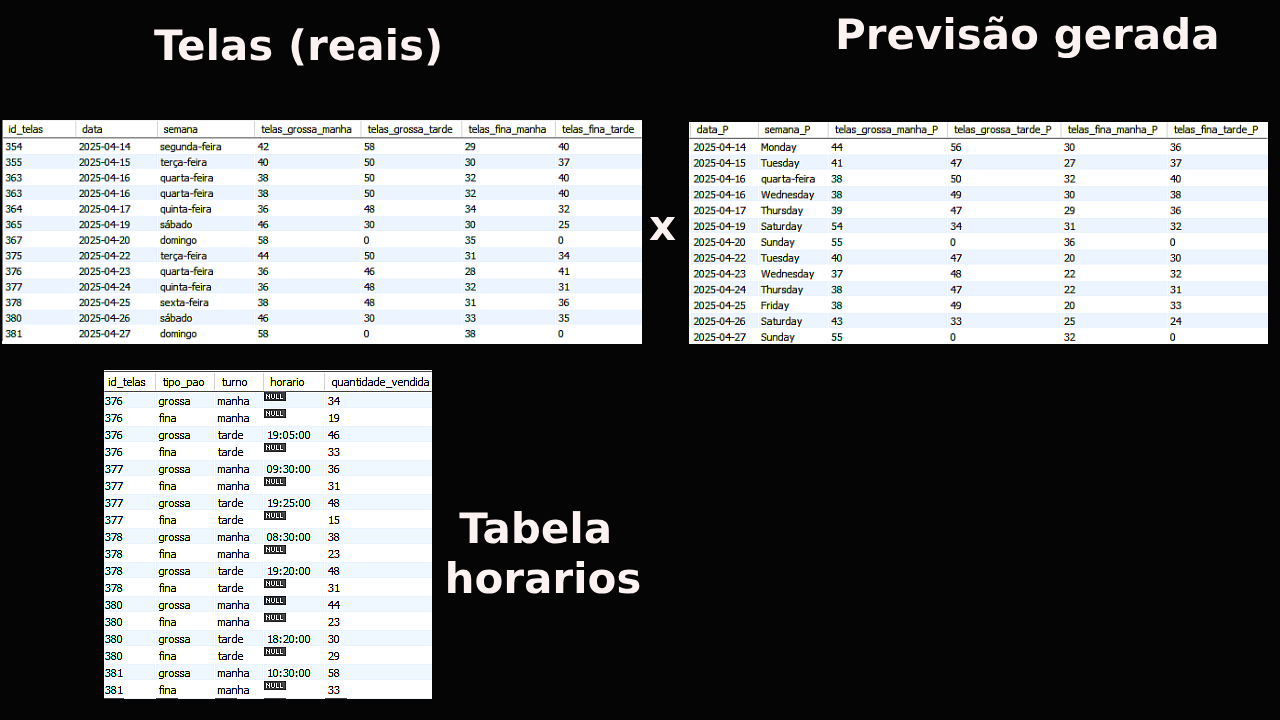 Telas (reais)
Previsão gerada
id_telas data semana telas_grossa_manha telas_grossa_tarde telas_fina_manha telas_fina_tarde
354 2025-04-14 segunda-feira 42 58 29 40
355 2025-04-15 terça-feira 40 50 30 37
363 2025-04-16 quarta-feira 38 50 32 40
363 2025-04-16 quarta-feira 38 50 32 40
364 2025-04-17 quinta-feira 36 48 34 32
365 2025-04-19 sábado 46 30 30 25
367 2025-04-20 domingo 58 0 35 0
375 2025-04-22 terça-feira 44 50 31 34
376 2025-04-23 quarta-feira 36 46 28 41
377 2025-04-24 quinta-feira 36 48 32 31
378 2025-04-25 sexta-feira 38 48 31 36
380 2025-04-26 sábado 46 30 33 35
381 2025-04-27 domingo 58 0 38 0
x
data_P semana_P telas_grossa_manha_P telas_grossa_tarde_P telas_fina_manha_P telas_fina_tarde_P
2025-04-14 Monday 44 56 30 36
2025-04-15 Tuesday 41 47 27 37
2025-04-16 quarta-feira 38 50 32 40
2025-04-16 Wednesday 38 49 30 38
2025-04-17 Thursday 39 47 29 36
2025-04-19 Saturday 54 34 31 32
2025-04-20 Sunday 55 0 36 0
2025-04-22 Tuesday 40 47 20 30
2025-04-23 Wednesday 37 48 22 32
2025-04-24 Thursday 38 47 22 31
2025-04-25 Friday 38 49 20 33
2025-04-26 Saturday 43 33 25 24
2025-04-27 Sunday 55 0 32 0
id_telas tipo_pao turno horario quantidade_vendida
376 grossa manha NULL 34
376 fina manha NULL 19
376 grossa tarde 19:05:00 46
376 fina tarde NULL 33
377 grossa manha 09:30:00 36
377 fina manha NULL 31
377 grossa tarde 19:25:00 48
377 fina tarde NULL 15
378 grossa manha 08:30:00 38
378 fina manha NULL 23
378 grossa tarde 19:20:00 48
378 fina tarde NULL 31
380 grossa manha NULL 44
380 fina manha NULL 23
380 grossa tarde 18:20:00 30
380 fina tarde NULL 29
381 grossa manha 10:30:00 58
381 fina manha NULL 33
Tabela
horarios